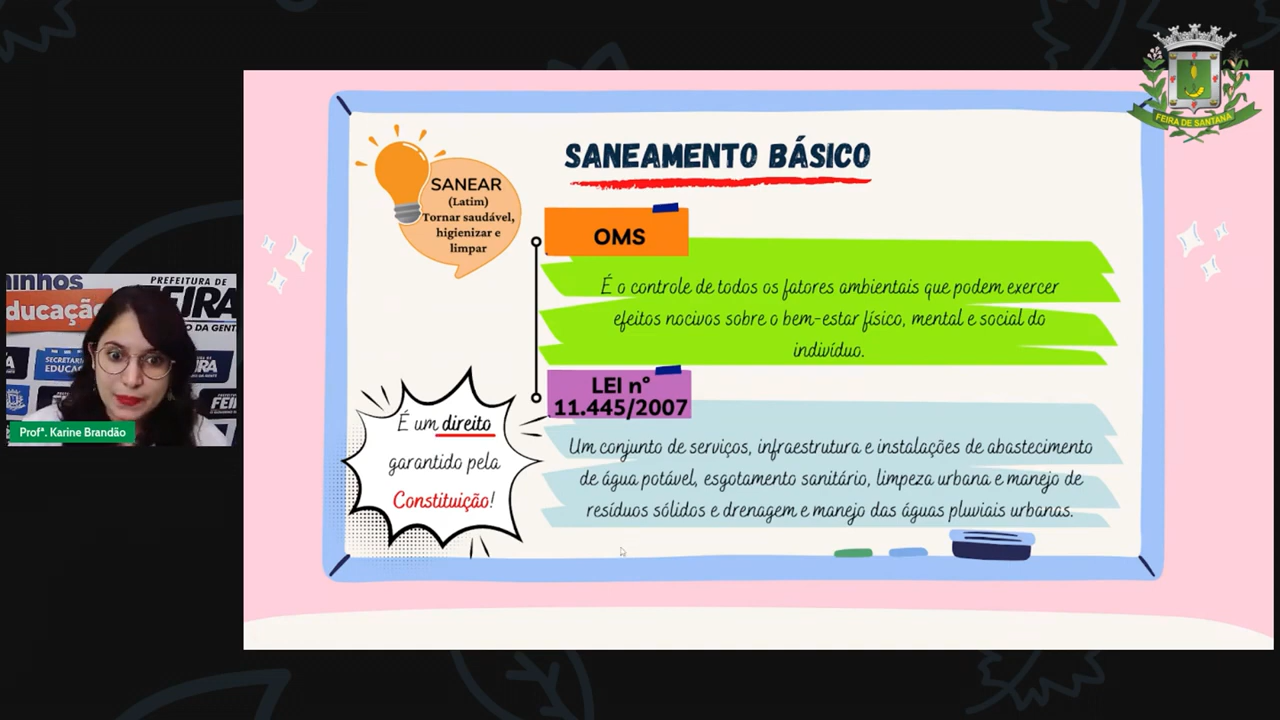 FEIRA DE SANTANA
SANEAMENTO BÁSICO
SANEAR
(Latim)
Tornar saudável,
higienizar e
limpar
OMS
É o controle de todos os fatores ambientais que podem exercer
efeitos nocivos sobre o bem-estar físico, mental e social do
indivíduo.
LEI nº
11.445/2007
Um conjunto de serviços, infraestrutura e instalações de abastecimento
de água potável, esgotamento sanitário, limpeza urbana e manejo de
resíduos sólidos e drenagem e manejo das águas pluviais urbanas.
É um direito
garantido pela
Constituição!
PREFEITURA DE
Profª. Karine Brandão